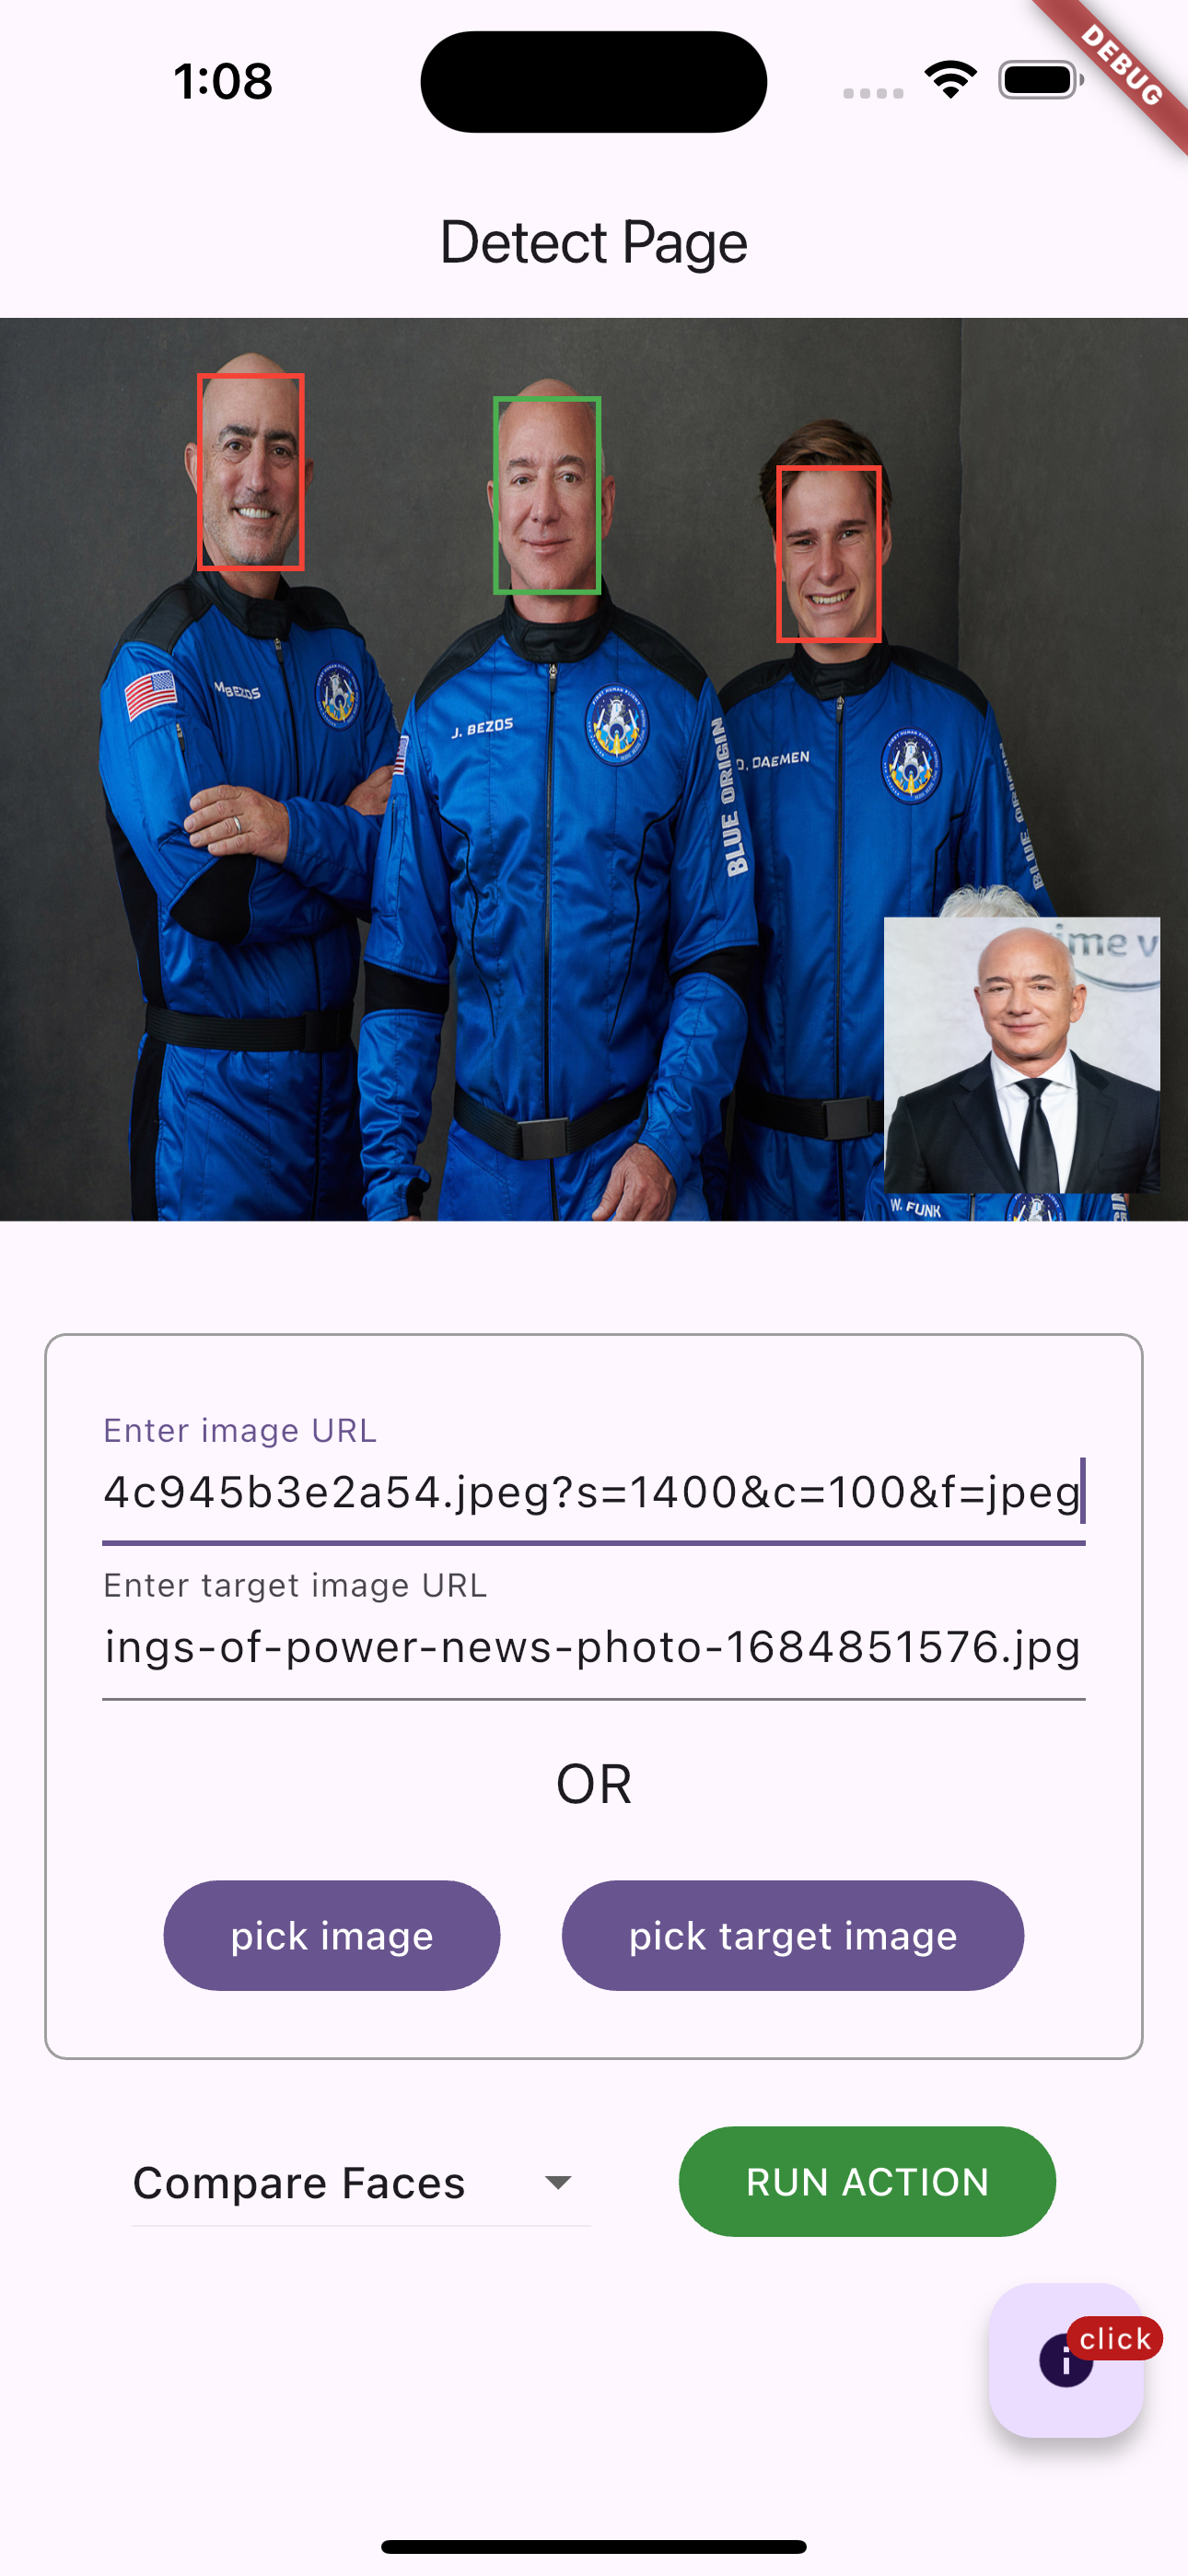 1:08
DEBUG
Detect Page
M BEZOS
J. BEZOS
BLUE ORIGIN
O. DAEMEN
BLUE ORIGIN
ime v
W. FUNK
Enter image URL
4c945b3e2a54.jpeg?s=1400&c=100&f=jpeg
Enter target image URL
ings-of-power-news-photo-1684851576.jpg
OR
pick image
pick target image
Compare Faces
RUN ACTION
click